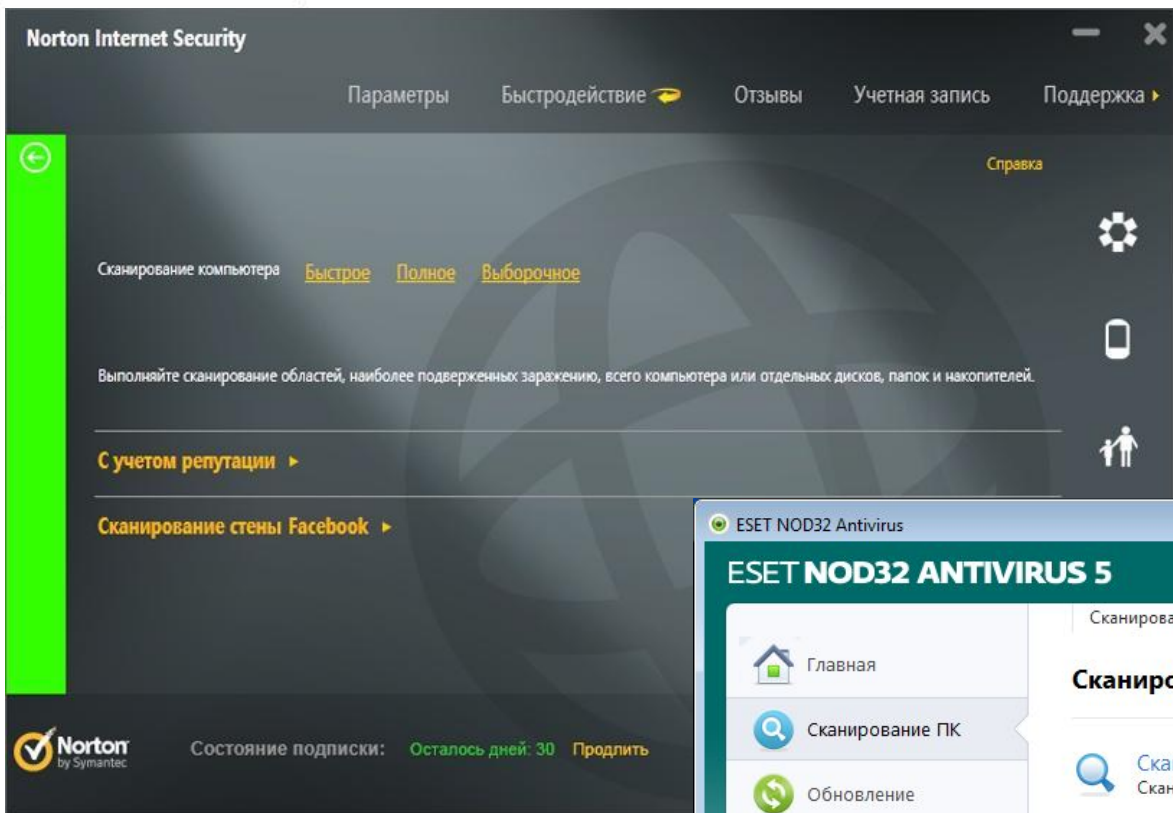 Norton Internet Security
Параметры Быстродействие Отзывы Учетная запись Поддержка
Справка
Сканирование компьютера Быстрое Полное Выборочное
Выполняйте сканирование областей, наиболее подверженных заражению, всего компьютера или отдельных дисков, папок и накопителей.
С учетом репутации
Сканирование стены Facebook
Norton
by Symantec
Состояние подписки: Осталось дней: 30 Продлить
ESET NOD32 Antivirus
ESET NOD32 ANTIVIRUS 5
Главная
Сканирование ПК
Обновление